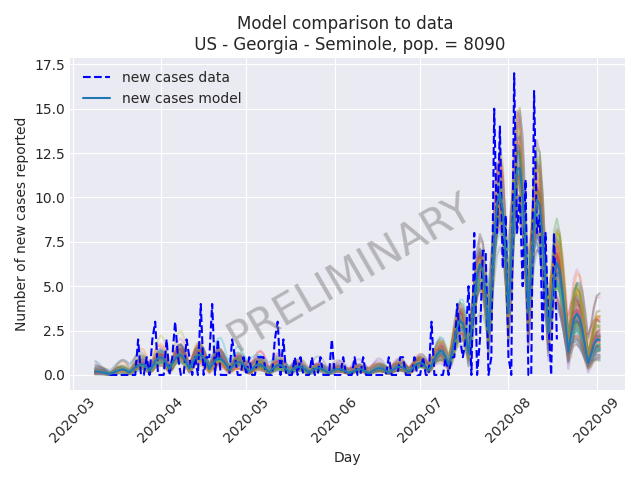 Model comparison to data
US - Georgia - Seminole, pop. = 8090
new cases data
new cases model
17.5
15.0
12.5
10.0
7.5
5.0
2.5
0.0
Number of new cases reported
PRELIMINARY
2020-03
2020-04
2020-05
2020-06
2020-07
2020-08
2020-09
Day